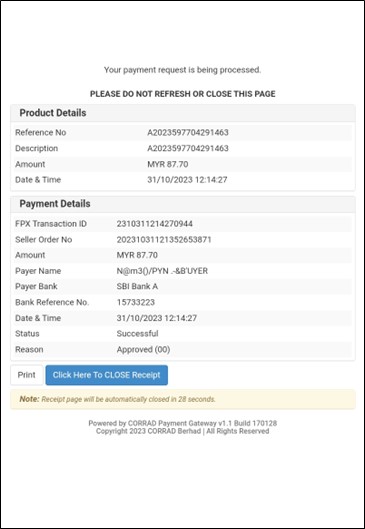 Your payment request is being processed.
PLEASE DO NOT REFRESH OR CLOSE THIS PAGE
Product Details
Reference No A2023597704291463
Description A2023597704291463
Amount MYR 87.70
Date & Time 31/10/2023 12:14:27
Payment Details
FPX Transaction ID 2310311214270944
Seller Order No 20231031121352653871
Amount MYR 87.70
Payer Name N@m3()/PYN .-&B'UYER
Payer Bank SBI Bank A
Bank Reference No. 15733223
Date & Time 31/10/2023 12:14:27
Status Successful
Reason Approved (00)
Print Click Here To CLOSE Receipt
Note: Receipt page will be automatically closed in 28 seconds.
Powered by CORRAD Payment Gateway v1.1 Build 170128
Copyright 2023 CORRAD Berhad | All Rights Reserved